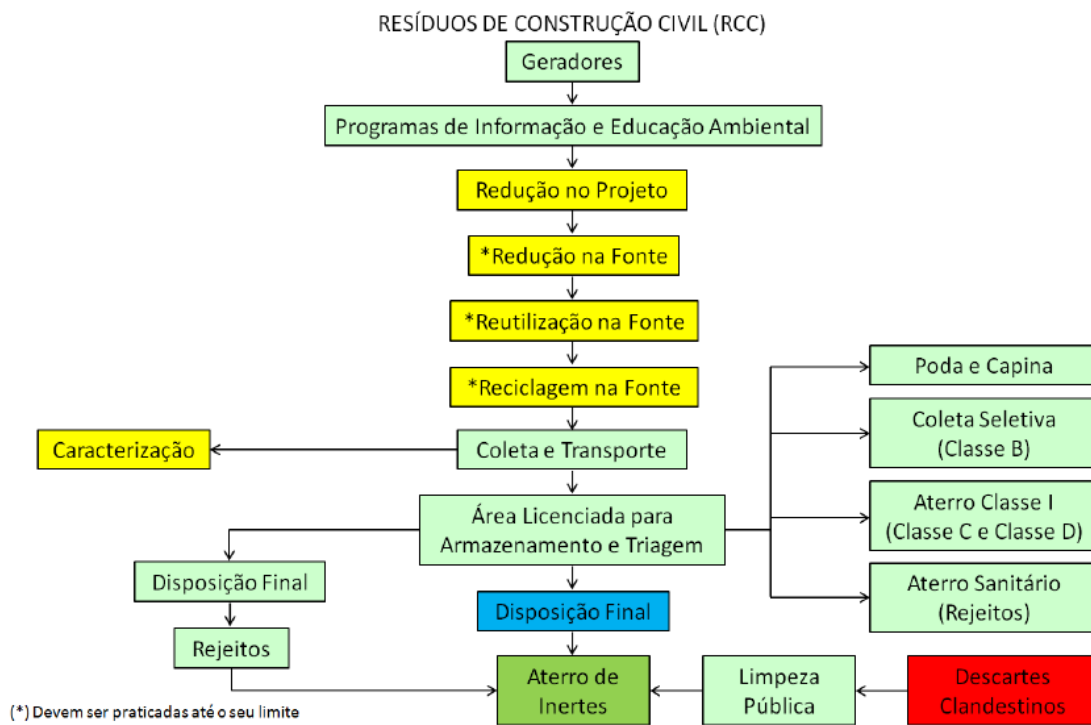 RESÍDUOS DE CONSTRUÇÃO CIVIL (RCC)
Geradores
Programas de Informação e Educação Ambiental
Redução no Projeto
*Redução na Fonte
*Reutilização na Fonte
*Reciclagem na Fonte
Poda e Capina
Coleta Seletiva
(Classe B)
Caracterização
Coleta e Transporte
Área Licenciada para
Armazenamento e Triagem
Aterro Classe I
(Classe C e Classe D)
Disposição Final
Disposição Final
Aterro Sanitário
(Rejeitos)
Rejeitos
Aterro de
Inertes
Limpeza
Pública
Descartes
Clandestinos
(*) Devem ser praticadas até o seu limite